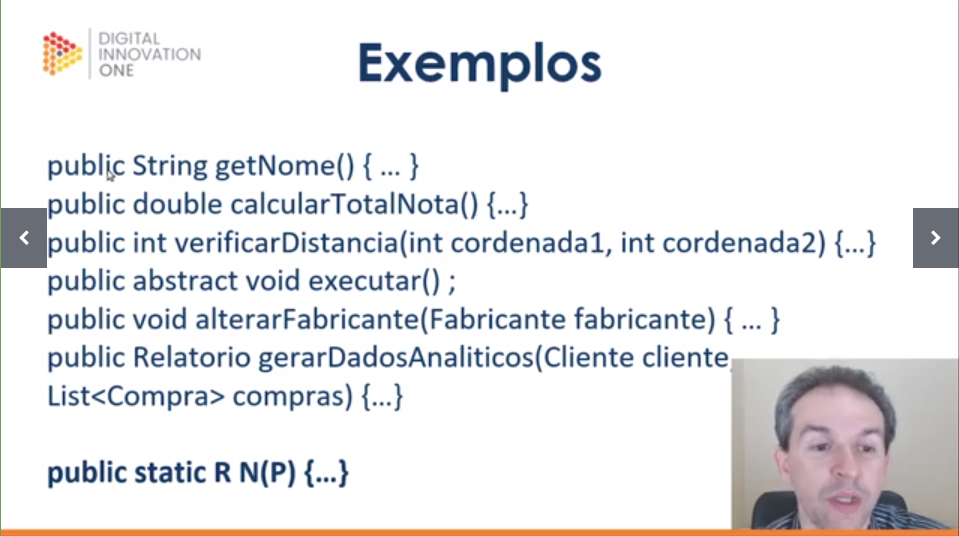 DIGITAL
INNOVATION
ONE
Exemplos
public String getNome() { ... }
public double calcularTotalNota() {...}
public int verificarDistancia(int cordenada1, int cordenada2) {...}
public abstract void executar() ;
public void alterarFabricante(Fabricante fabricante) { ... }
public Relatorio gerarDadosAnaliticos(Cliente cliente,
List<Compra> compras) {...}
public static R N(P) {...}